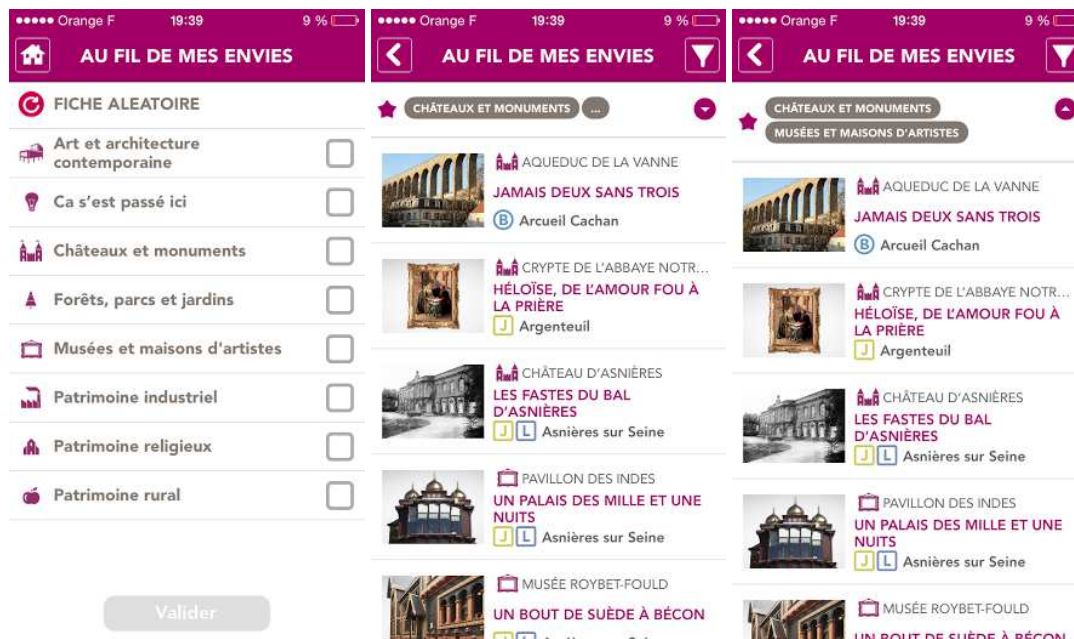 Orange F 19:39 9 %
AU FIL DE MES ENVIES
FICHE ALEATOIRE
Art et architecture
contemporaine
Ca s'est passé ici
Châteaux et monuments
Forêts, parcs et jardins
Musées et maisons d'artistes
Patrimoine industriel
Patrimoine religieux
Patrimoine rural
Valider
Orange F 19:39 9 %
AU FIL DE MES ENVIES
CHÂTEAUX ET MONUMENTS ...
AQUEDUC DE LA VANNE
JAMAIS DEUX SANS TROIS
B Arcueil Cachan
CRYPTE DE L'ABBAYE NOTR...
HÉLOÏSE, DE L'AMOUR FOU À
LA PRIÈRE
J Argenteuil
CHÂTEAU D'ASNIÈRES
LES FASTES DU BAL
D'ASNIÈRES
J L Asnières sur Seine
PAVILLON DES INDES
UN PALAIS DES MILLE ET UNE
NUITS
J L Asnières sur Seine
MUSÉE ROYBET-FOULD
UN BOUT DE SUÈDE À BÉCON
Orange F 19:39 9 %
AU FIL DE MES ENVIES
CHÂTEAUX ET MONUMENTS
MUSÉES ET MAISONS D'ARTISTES
AQUEDUC DE LA VANNE
JAMAIS DEUX SANS TROIS
B Arcueil Cachan
CRYPTE DE L'ABBAYE NOTR...
HÉLOÏSE, DE L'AMOUR FOU À
LA PRIÈRE
J Argenteuil
CHÂTEAU D'ASNIÈRES
LES FASTES DU BAL
D'ASNIÈRES
J L Asnières sur Seine
PAVILLON DES INDES
UN PALAIS DES MILLE ET UNE
NUITS
J L Asnières sur Seine
MUSÉE ROYBET-FOULD
UN BOUT DE SUÈDE À BÉCON